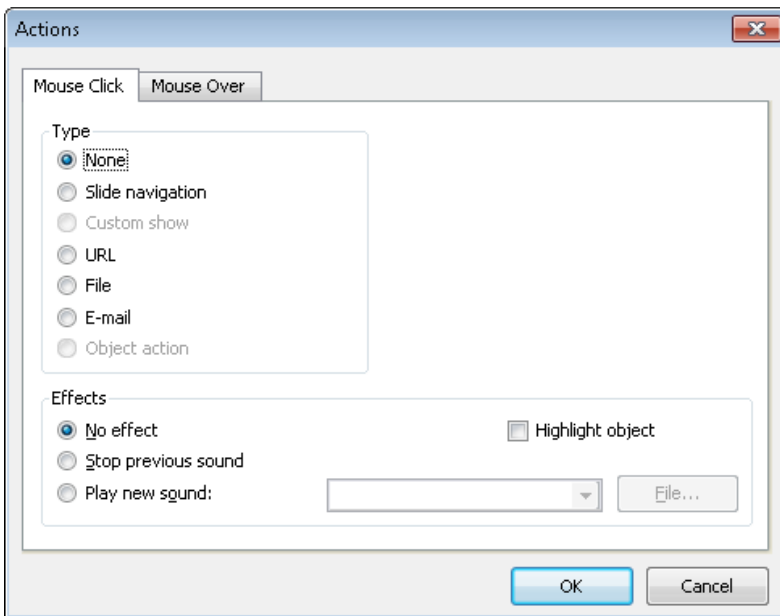 Actions
Mouse Click Mouse Over
Type
None
Slide navigation
Custom show
URL
File
E-mail
Object action
Effects
No effect Highlight object
Stop previous sound
Play new sound: File...
OK Cancel